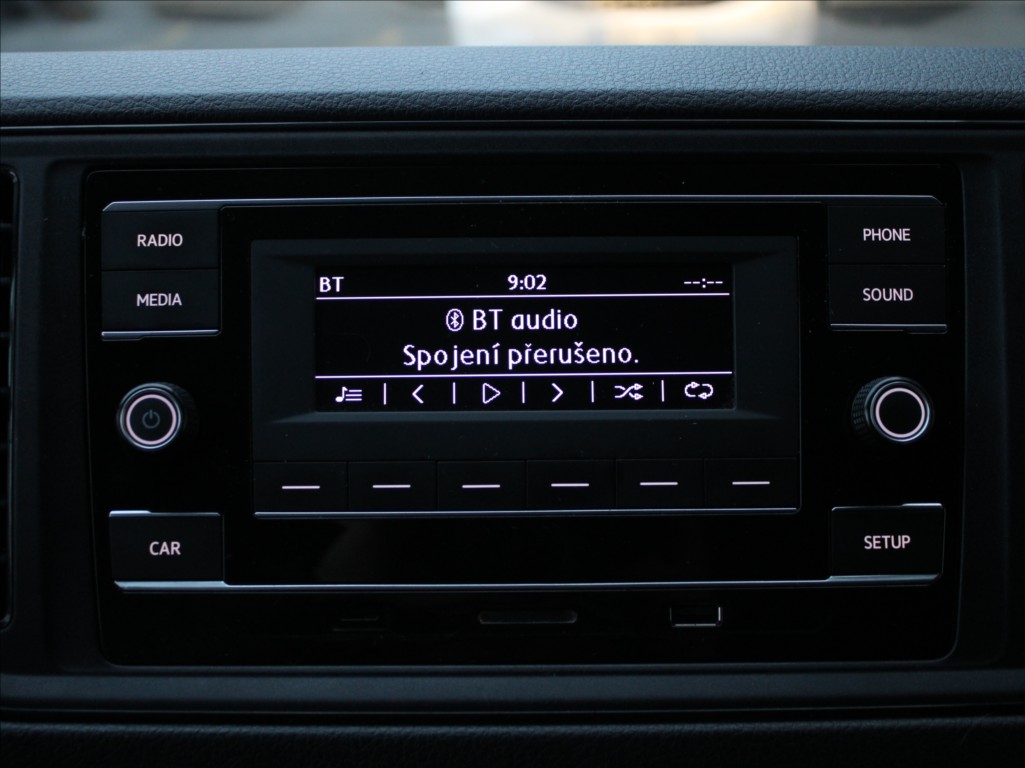 RADIO
MEDIA
BT 9:02 --:--
BT audio
Spojení přerušeno.
PHONE
SOUND
CAR
SETUP